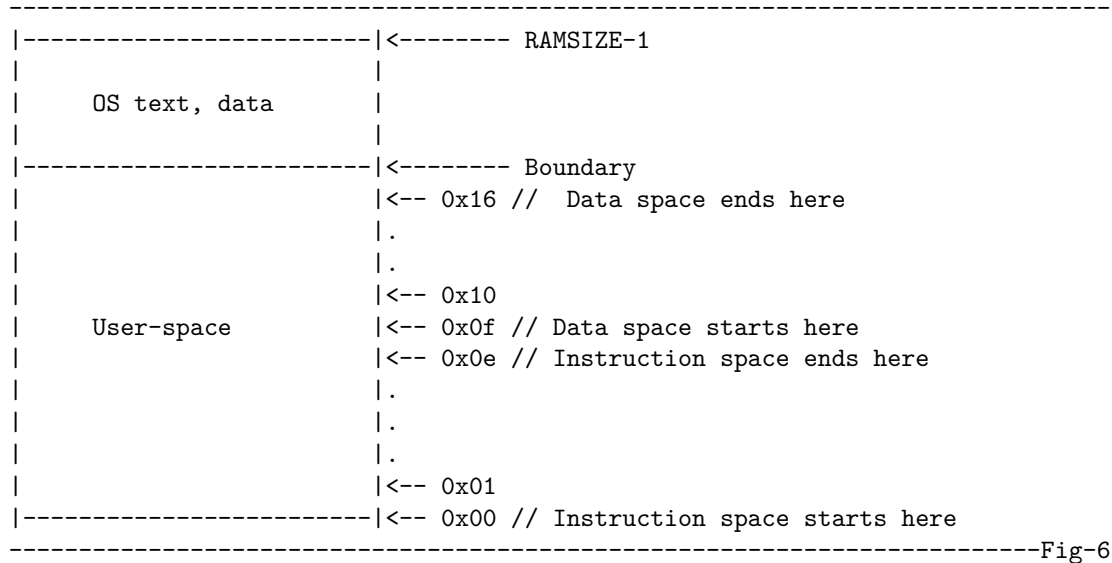 --------------------------------------------------------------------------------
|-------------------------|<-------- RAMSIZE-1
|                         |
|     OS text, data       |
|                         |
|-------------------------|<-------- Boundary
|                         |<-- 0x16 //  Data space ends here
|                         |.
|                         |.
|                         |<-- 0x10
|     User-space          |<-- 0x0f // Data space starts here
|                         |<-- 0x0e // Instruction space ends here
|                         |.
|                         |.
|                         |.
|                         |<-- 0x01
|-------------------------|<-- 0x00 // Instruction space starts here
---------------------------------------------------------------------------Fig-6